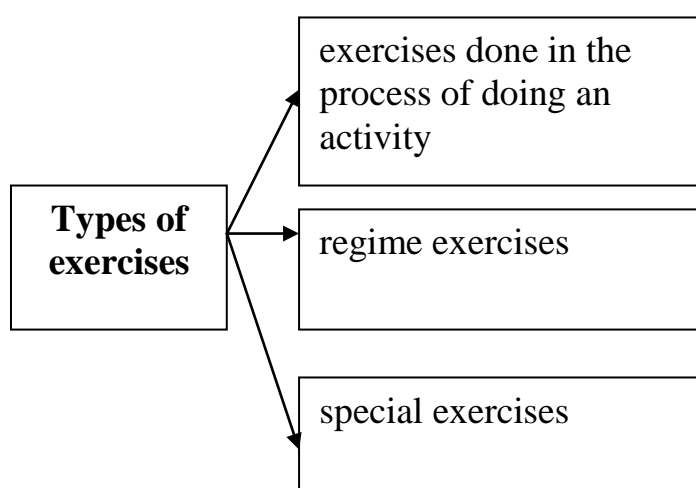 exercises done in the
process of doing an
activity
Types of
exercises
regime exercises
special exercises